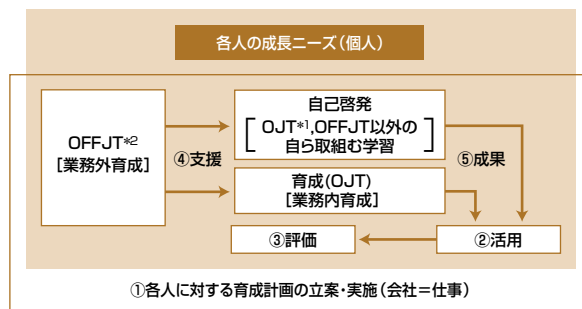 各人の成長ニーズ(個人)
OFFJT*2
[業務外育成]
④支援
自己啓発
[OJT*1,OFFJT以外の
自ら取組む学習]
⑤成果
育成(OJT)
[業務内育成]
③評価
②活用
①各人に対する育成計画の立案・実施(会社=仕事)